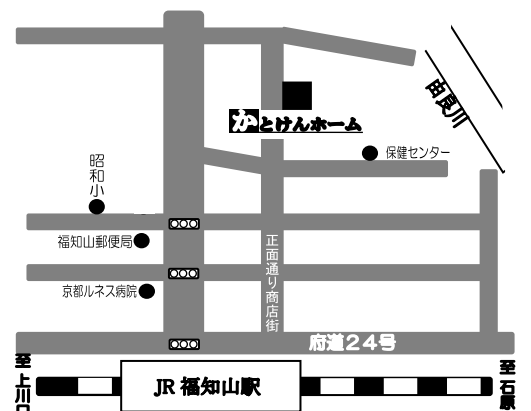 由良川
かとけんホーム
保健センター
昭和小
福知山郵便局
正面通り商店街
京都ルネス病院
府道24号
至上川口
JR福知山駅
至石原